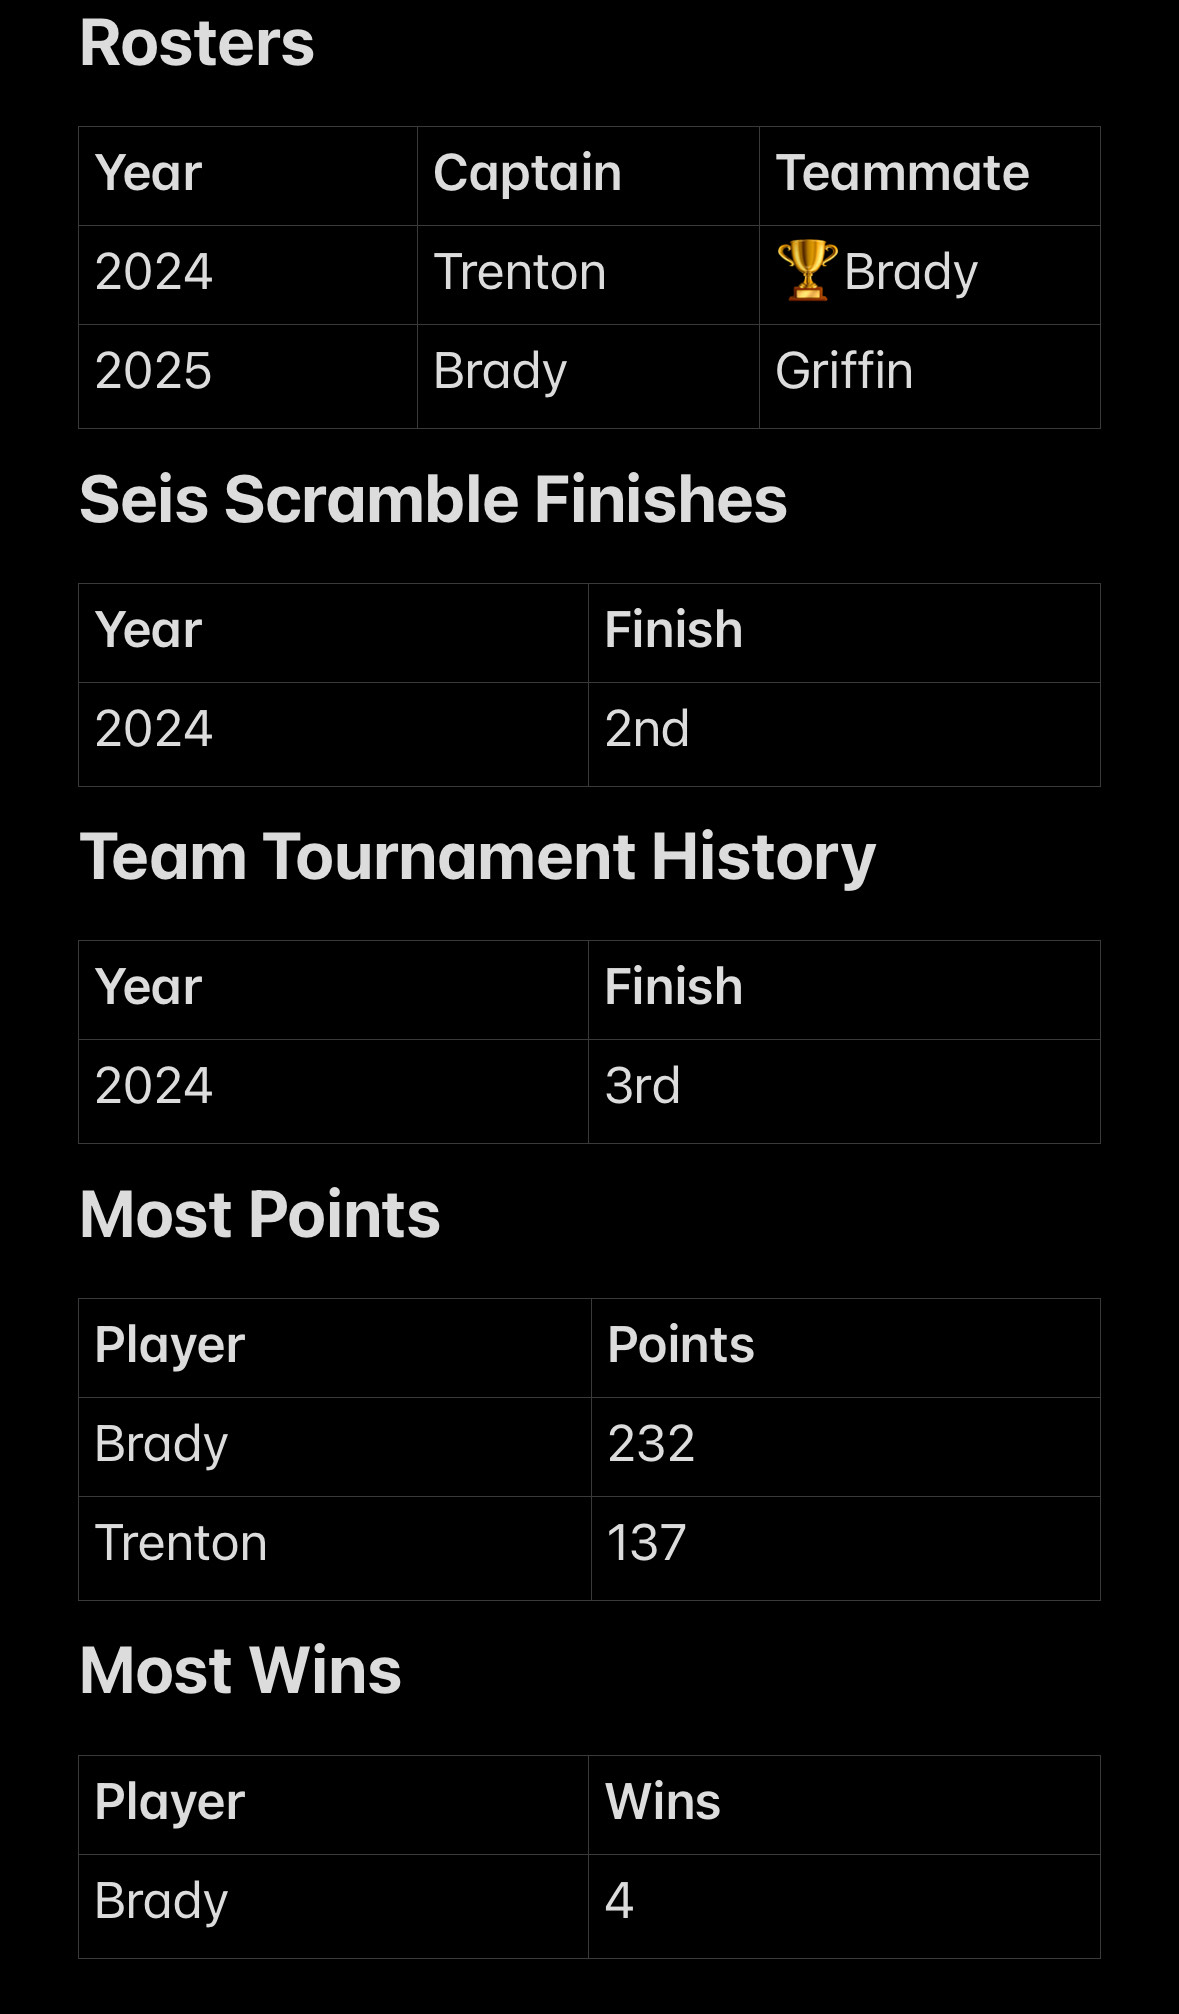 Rosters
Year Captain Teammate
2024 Trenton 🏆Brady
2025 Brady Griffin
Seis Scramble Finishes
Year Finish
2024 2nd
Team Tournament History
Year Finish
2024 3rd
Most Points
Player Points
Brady 232
Trenton 137
Most Wins
Player Wins
Brady 4